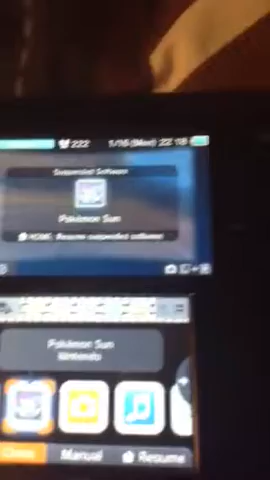 222 1/16 (Wed) 22:18
Suspended Software
Pokémon Sun
HOME: Resume suspended software
Pokémon Sun
Nintendo
Close Manual Resume